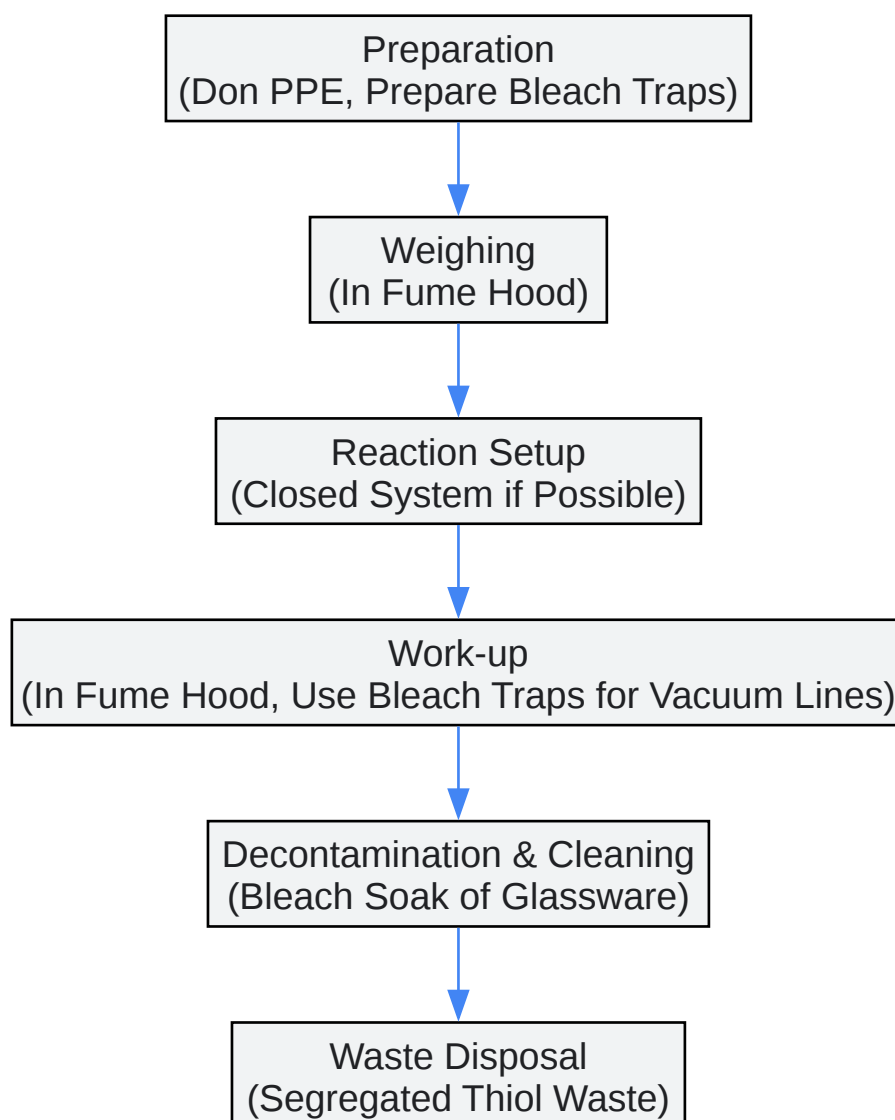 Preparation
(Don PPE, Prepare Bleach Traps)
Weighing
(In Fume Hood)
Reaction Setup
(Closed System if Possible)
Work-up
(In Fume Hood, Use Bleach Traps for Vacuum Lines)
Decontamination & Cleaning
(Bleach Soak of Glassware)
Waste Disposal
(Segregated Thiol Waste)